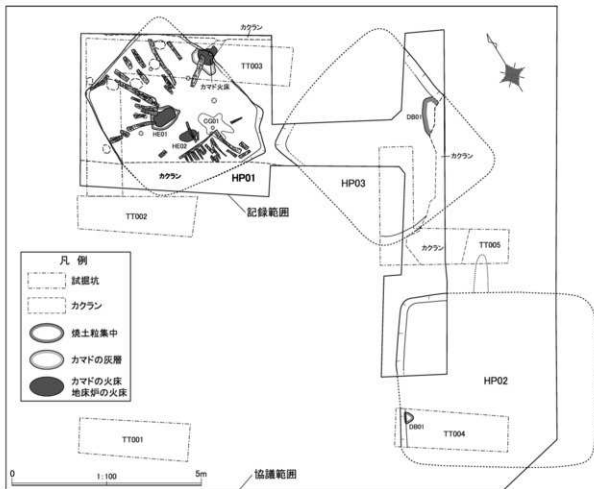 カクラン
TT003
カマド火床
DB01
HE01
CG01
HE02
カクラン
カクラン
HP01
HP03
記録範囲
TT002
カクラン
TT005
凡 例
試掘坑
カクラン
焼土粒集中
カマドの灰層
カマドの火床
地床炉の火床
HP02
DB01
TT004
TT001
0
1:100
5m
協議範囲